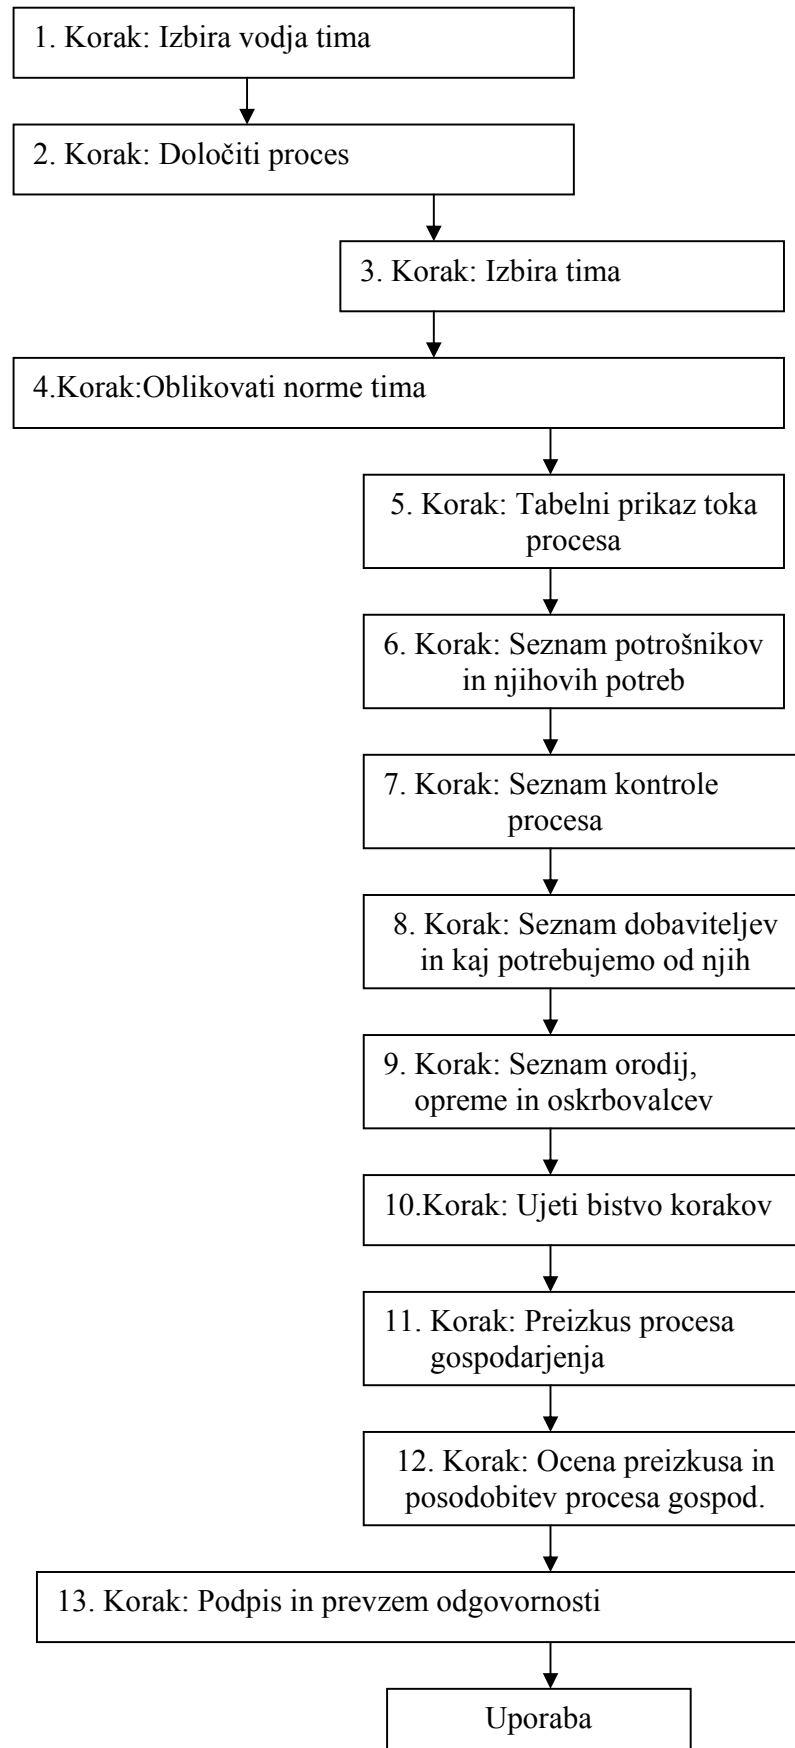 1. Korak: Izbira vodja tima
2. Korak: Določiti proces
3. Korak: Izbira tima
4.Korak:Oblikovati norme tima
5. Korak: Tabelni prikaz toka
procesa
6. Korak: Seznam potrošnikov
in njihovih potreb
7. Korak: Seznam kontrole
procesa
8. Korak: Seznam dobaviteljev
in kaj potrebujemo od njih
9. Korak: Seznam orodij,
opreme in oskrbovalcev
10.Korak: Ujeti bistvo korakov
11. Korak: Preizkus procesa
gospodarjenja
12. Korak: Ocena preizkusa in
posodobitev procesa gospod.
13. Korak: Podpis in prevzem odgovornosti
Uporaba